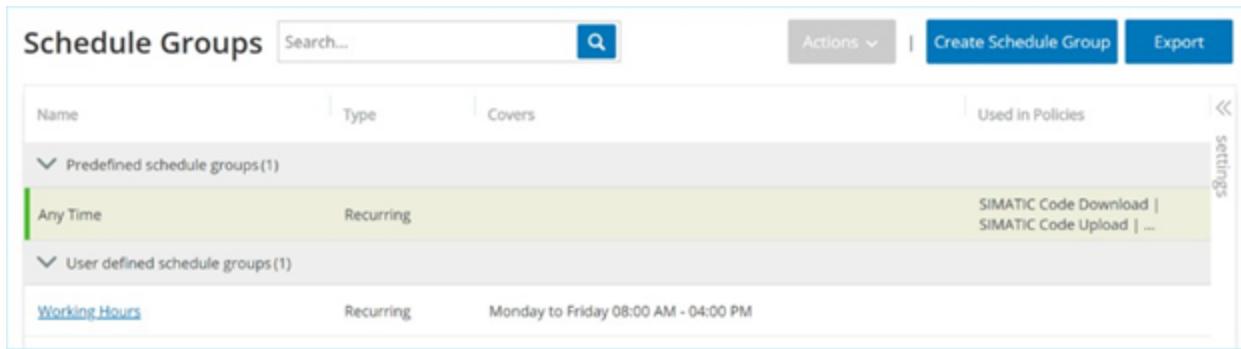 Schedule Groups
Search...
Actions
|
Create Schedule Group
Export
Name
Type
Covers
Used in Policies
settings
Predefined schedule groups(1)
Any Time
Recurring
SIMATIC Code Download |
SIMATIC Code Upload | ...
User defined schedule groups(1)
Working Hours
Recurring
Monday to Friday 08:00 AM - 04:00 PM